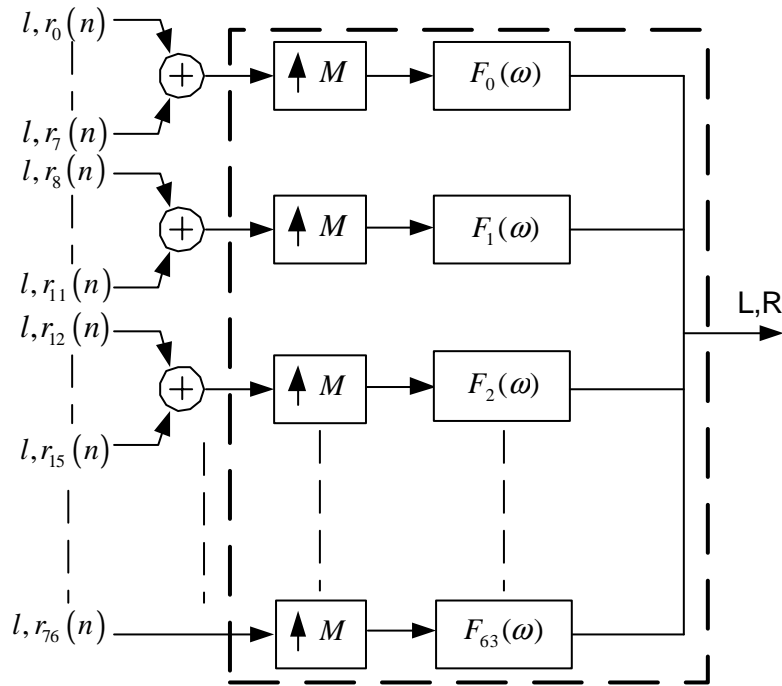 l, r₀(n)
+
↑ M
F₀(ω)
l, r₇(n)
l, r₈(n)
+
↑ M
F₁(ω)
l, r₁₁(n)
L,R
l, r₁₂(n)
+
↑ M
F₂(ω)
l, r₁₅(n)
l, r₇₆(n)
↑ M
F₆₃(ω)